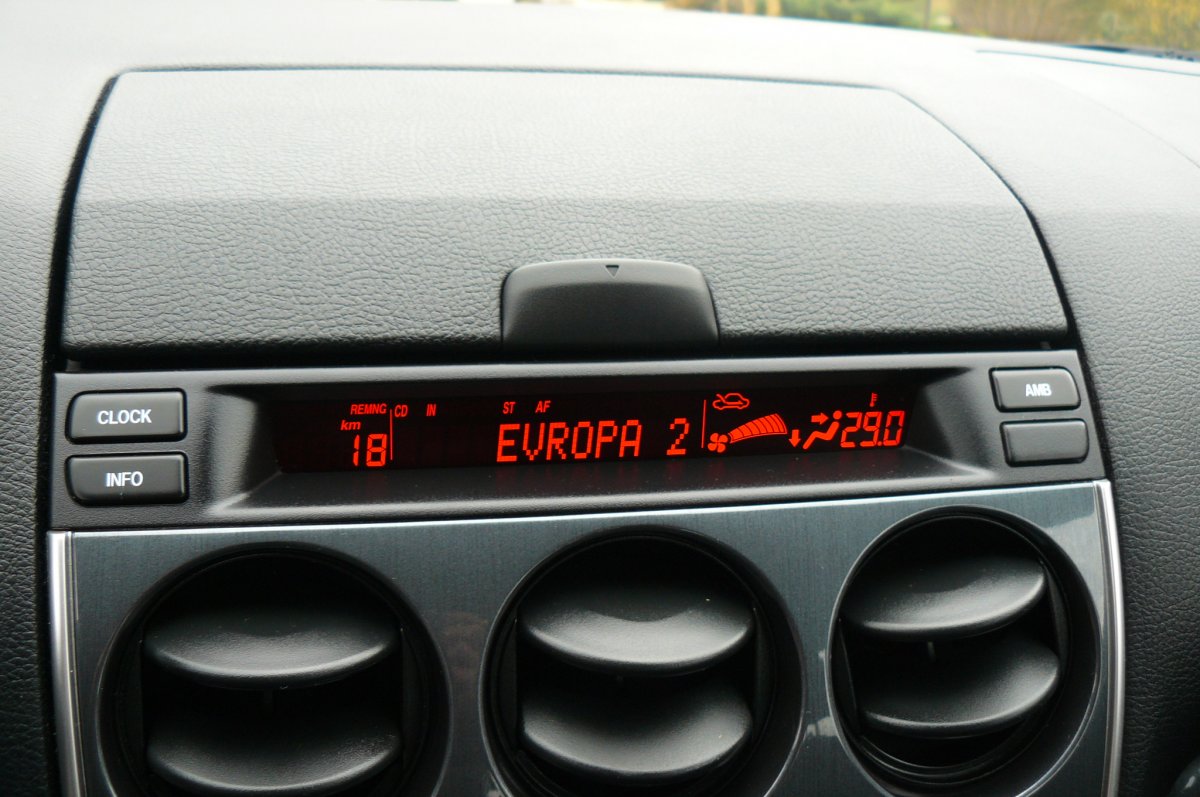 CLOCK
INFO
REMNG
km
18
CD IN
ST AF
EVROPA 2
29.0
AMB